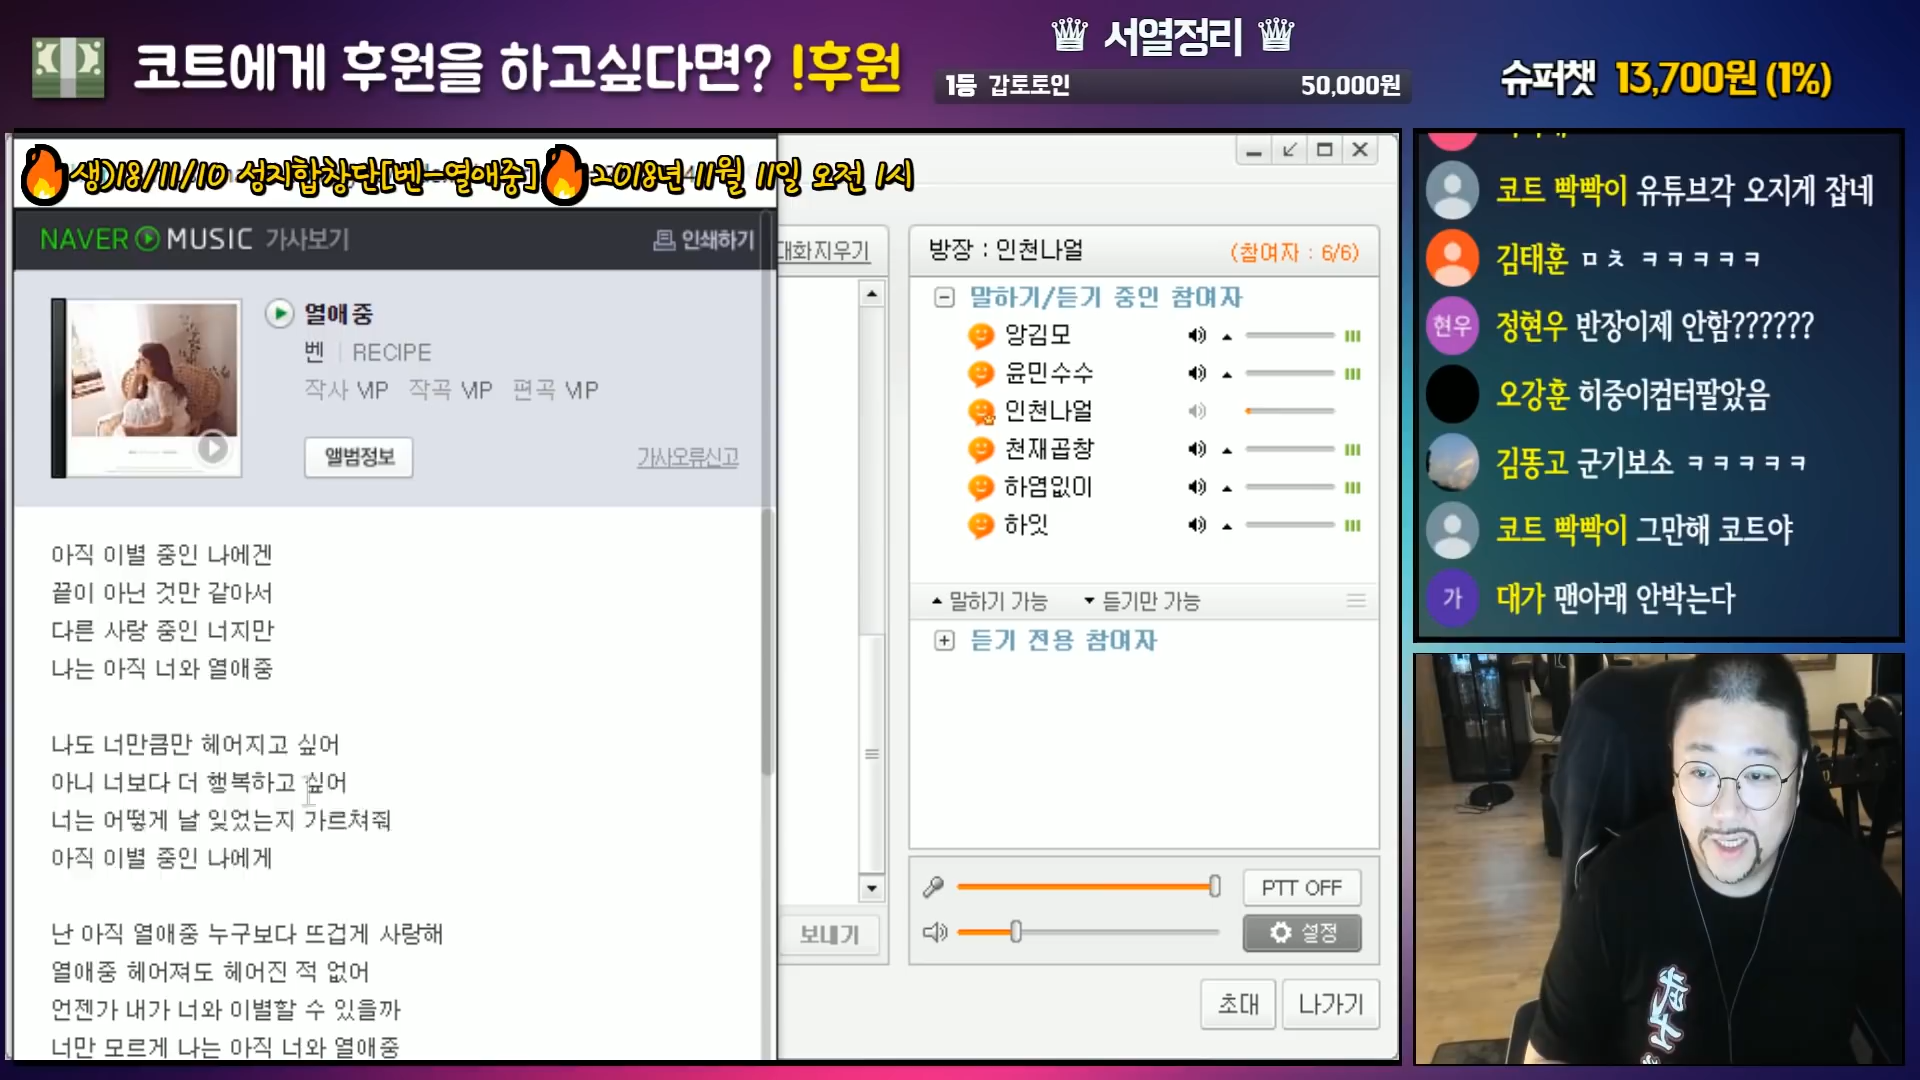 코트에게 후원을 하고싶다면? !후원
서열정리
1등 갑토토인 50,000원
슈퍼챗 13,700원 (1%)
생)18/11/10 성지합창단[벤-열애중] 2018년 11월 11일 오전 1시
NAVER MUSIC 가사보기
인쇄하기
열애 중
벤 | RECIPE
작사 VIP 작곡 VIP 편곡 VIP
앨범정보
가사오류신고
아직 이별 중인 나에겐
끝이 아닌 것만 같아서
다른 사랑 중인 너지만
나는 아직 너와 열애중
나도 너만큼만 헤어지고 싶어
아니 너보다 더 행복하고 싶어
너는 어떻게 날 잊었는지 가르쳐줘
아직 이별 중인 나에게
난 아직 열애중 누구보다 뜨겁게 사랑해
열애중 헤어져도 헤어진 적 없어
언젠가 내가 너와 이별할 수 있을까
너만 모르게 나는 아직 너와 열애중
대화지우기
보내기
방장 : 인천나얼 (참여자 : 6/6)
말하기/듣기 중인 참여자
앙김모
윤민수수
인천나얼
천재곱창
하염없이
하잇
말하기 가능 듣기만 가능
듣기 전용 참여자
PTT OFF
설정
초대
나가기
코트 빡빡이 유튜브각 오지게 잡네
김태훈 ㅁㅊ ㅋㅋㅋㅋㅋ
현우 정현우 반장이제 안함??????
오강훈 히중이컴터팔았음
김똥고 군기보소 ㅋㅋㅋㅋㅋ
코트 빡빡이 그만해 코트야
가 대가 맨아래 안박는다